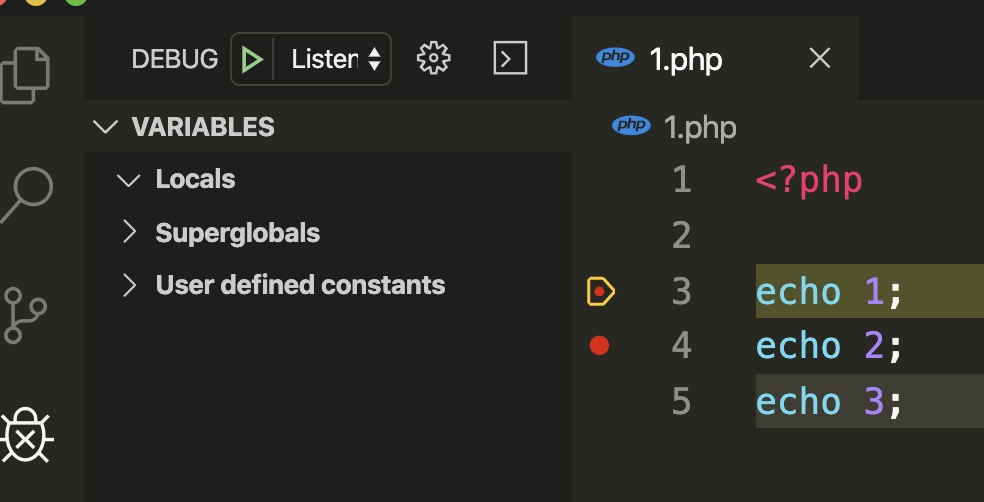 DEBUG Listen
php 1.php
VARIABLES
php 1.php
Locals
Superglobals
User defined constants
1 <?php
2
3 echo 1;
4 echo 2;
5 echo 3;